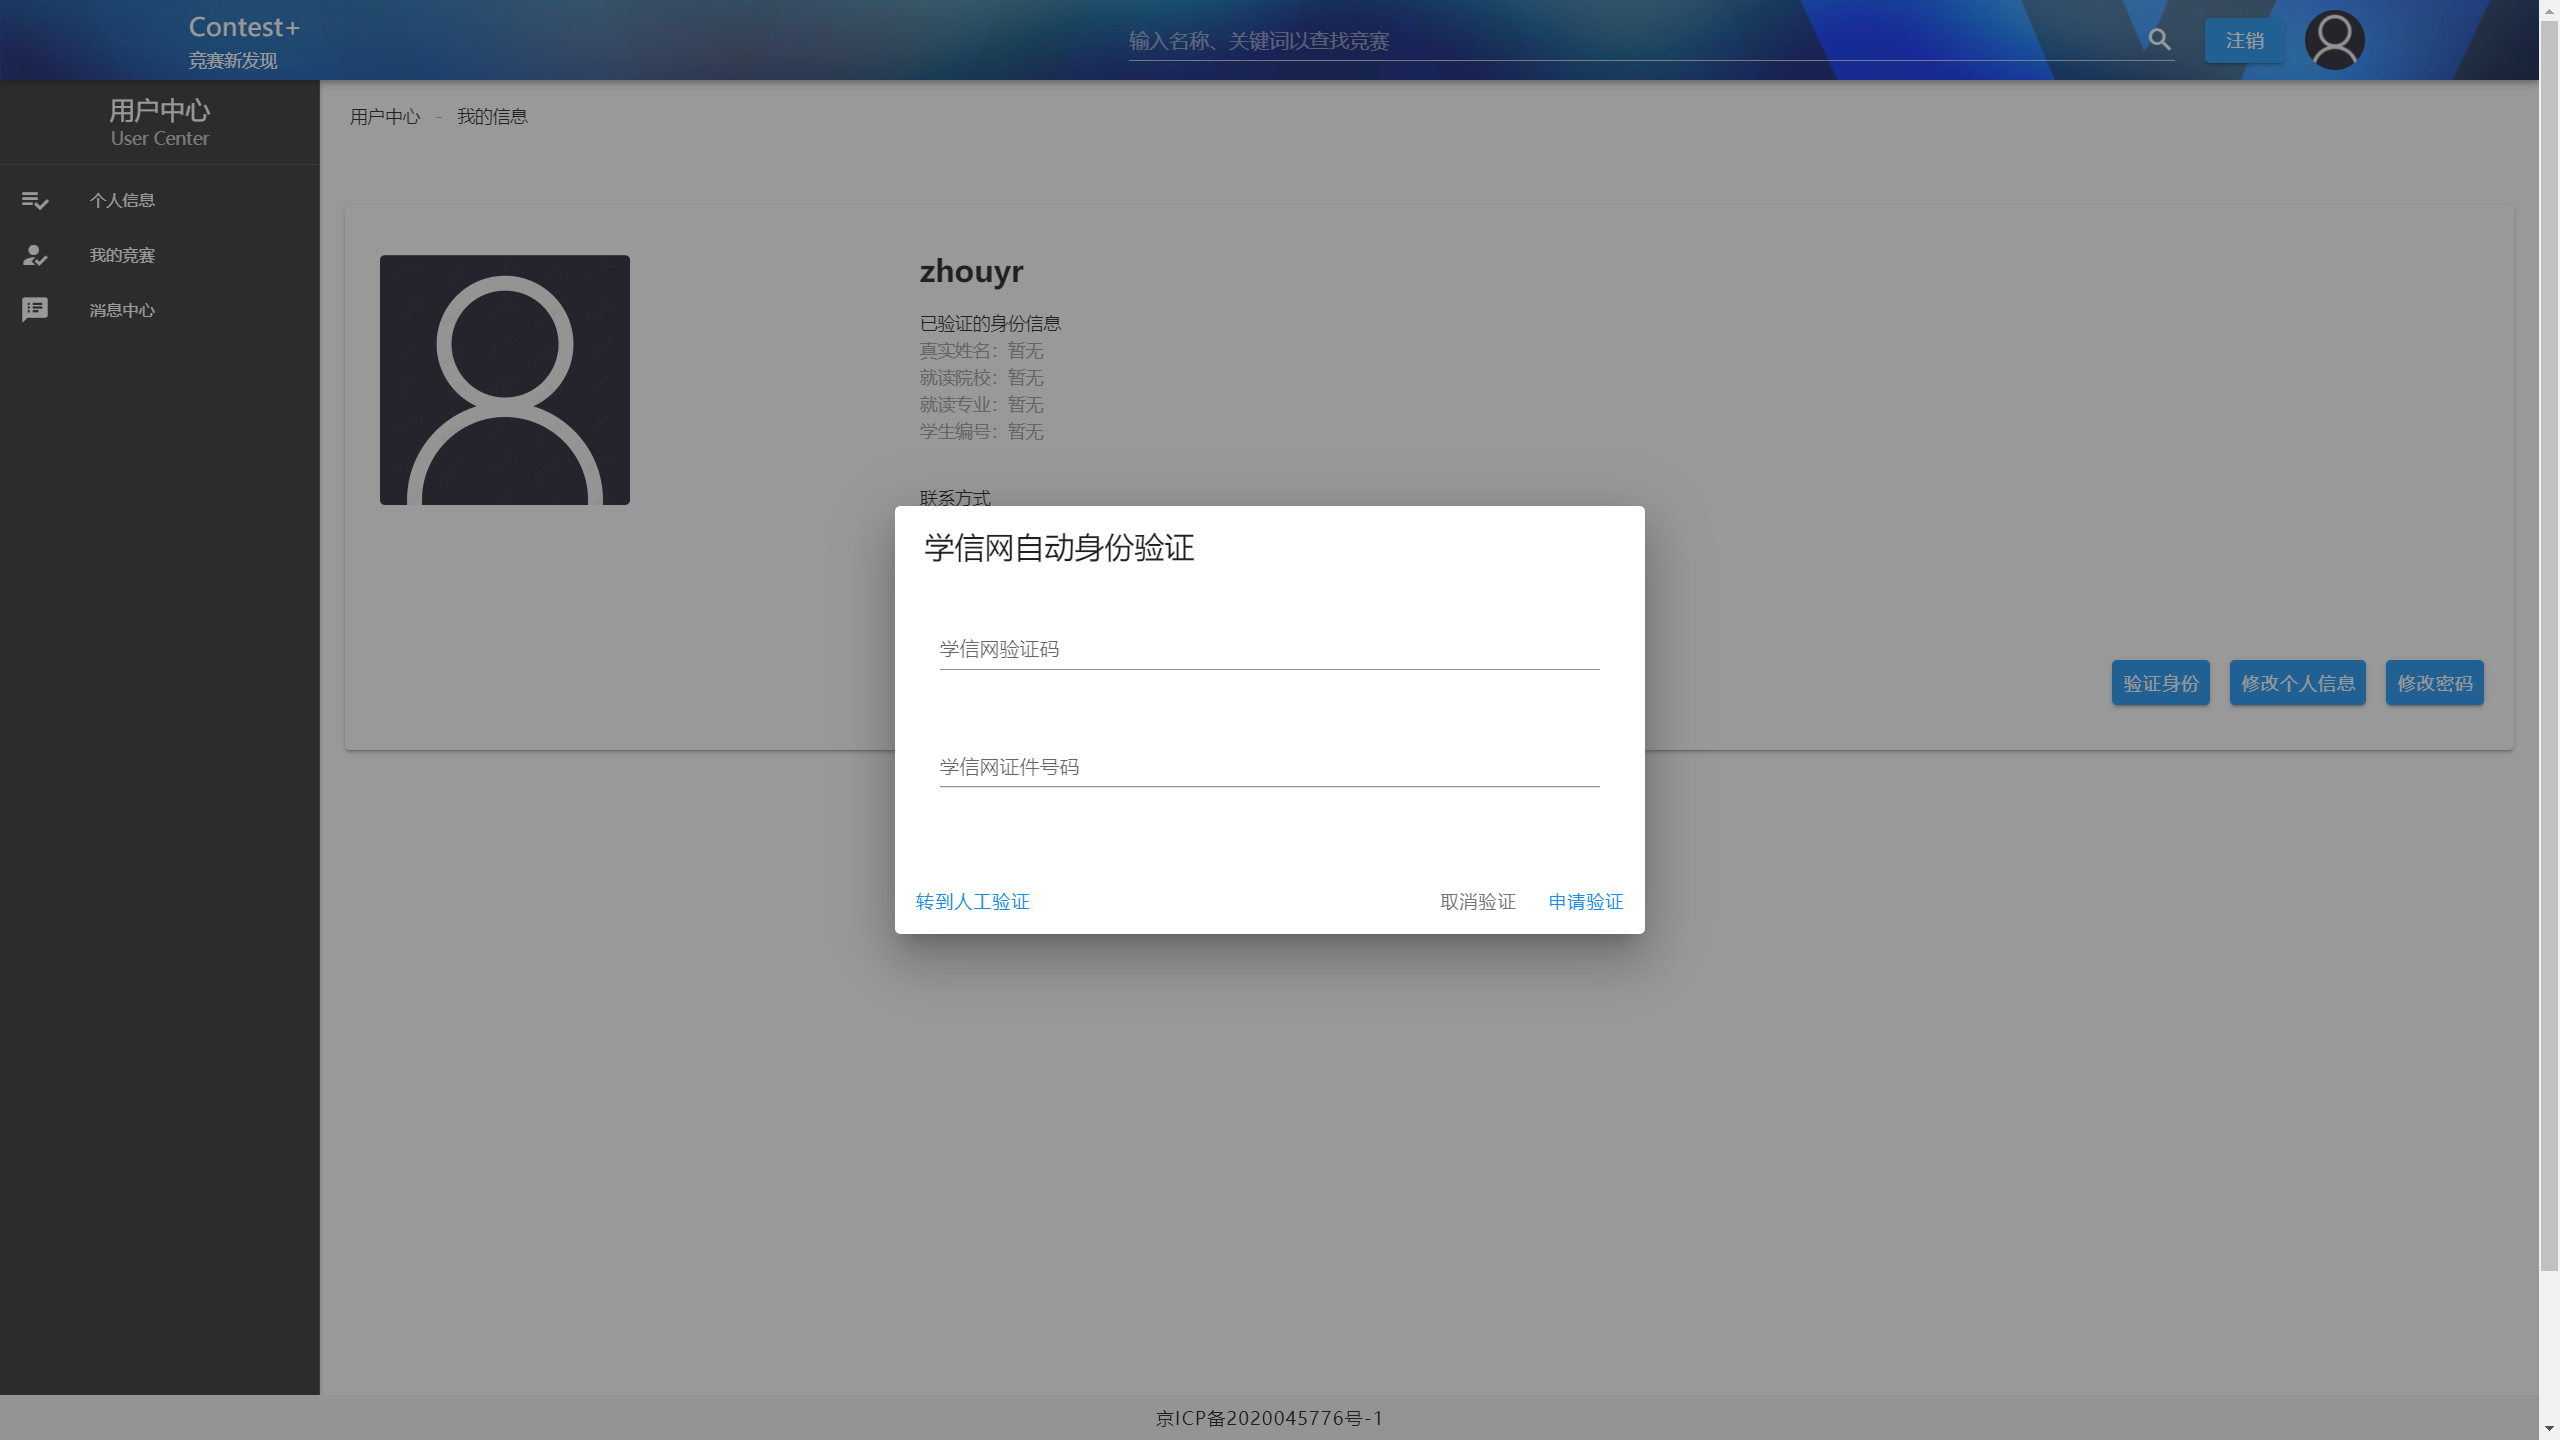 Contest+
竞赛新发现
输入名称、关键词以查找竞赛
注销
用户中心
User Center
个人信息
我的竞赛
消息中心
用户中心 - 我的信息
zhouyr
已验证的身份信息
真实姓名：暂无
就读院校：暂无
就读专业：暂无
学生编号：暂无
联系方式
学信网自动身份验证
学信网验证码
学信网证件号码
转到人工验证
取消验证
申请验证
验证身份
修改个人信息
修改密码
京ICP备2020045776号-1